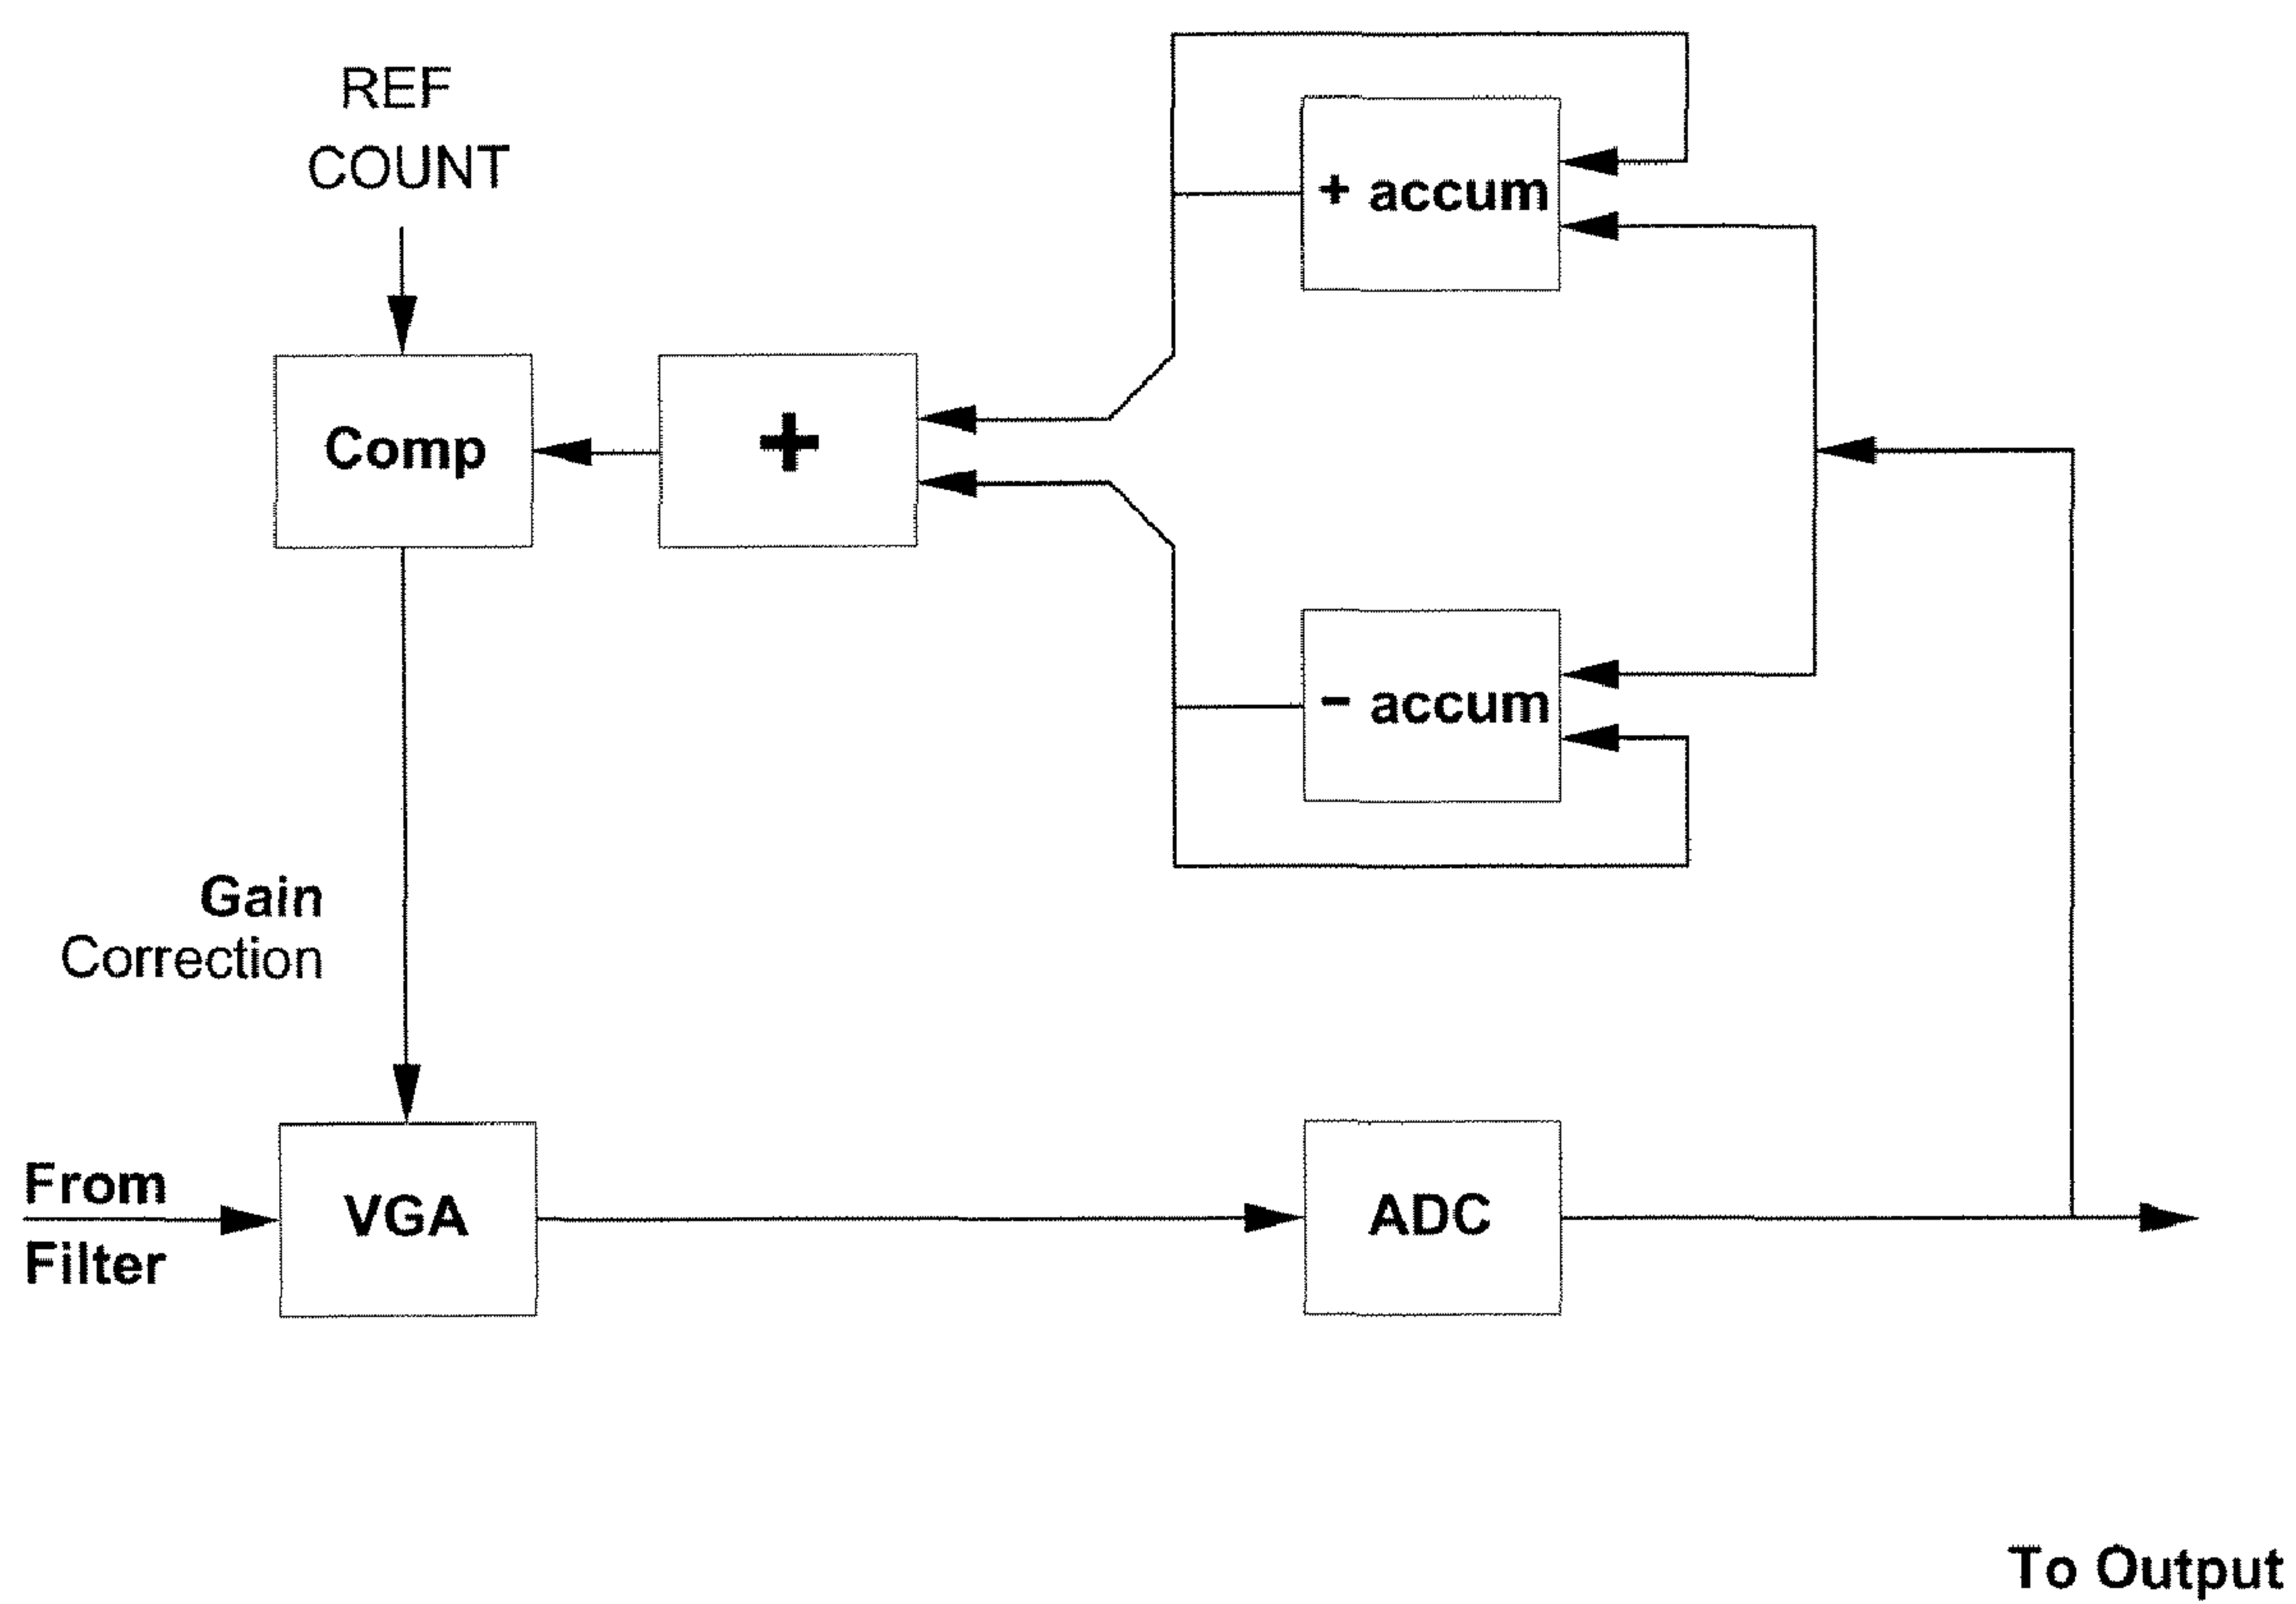 REF
COUNT
+ accum
Comp
+
- accum
Gain
Correction
From
Filter
VGA
ADC
To Output